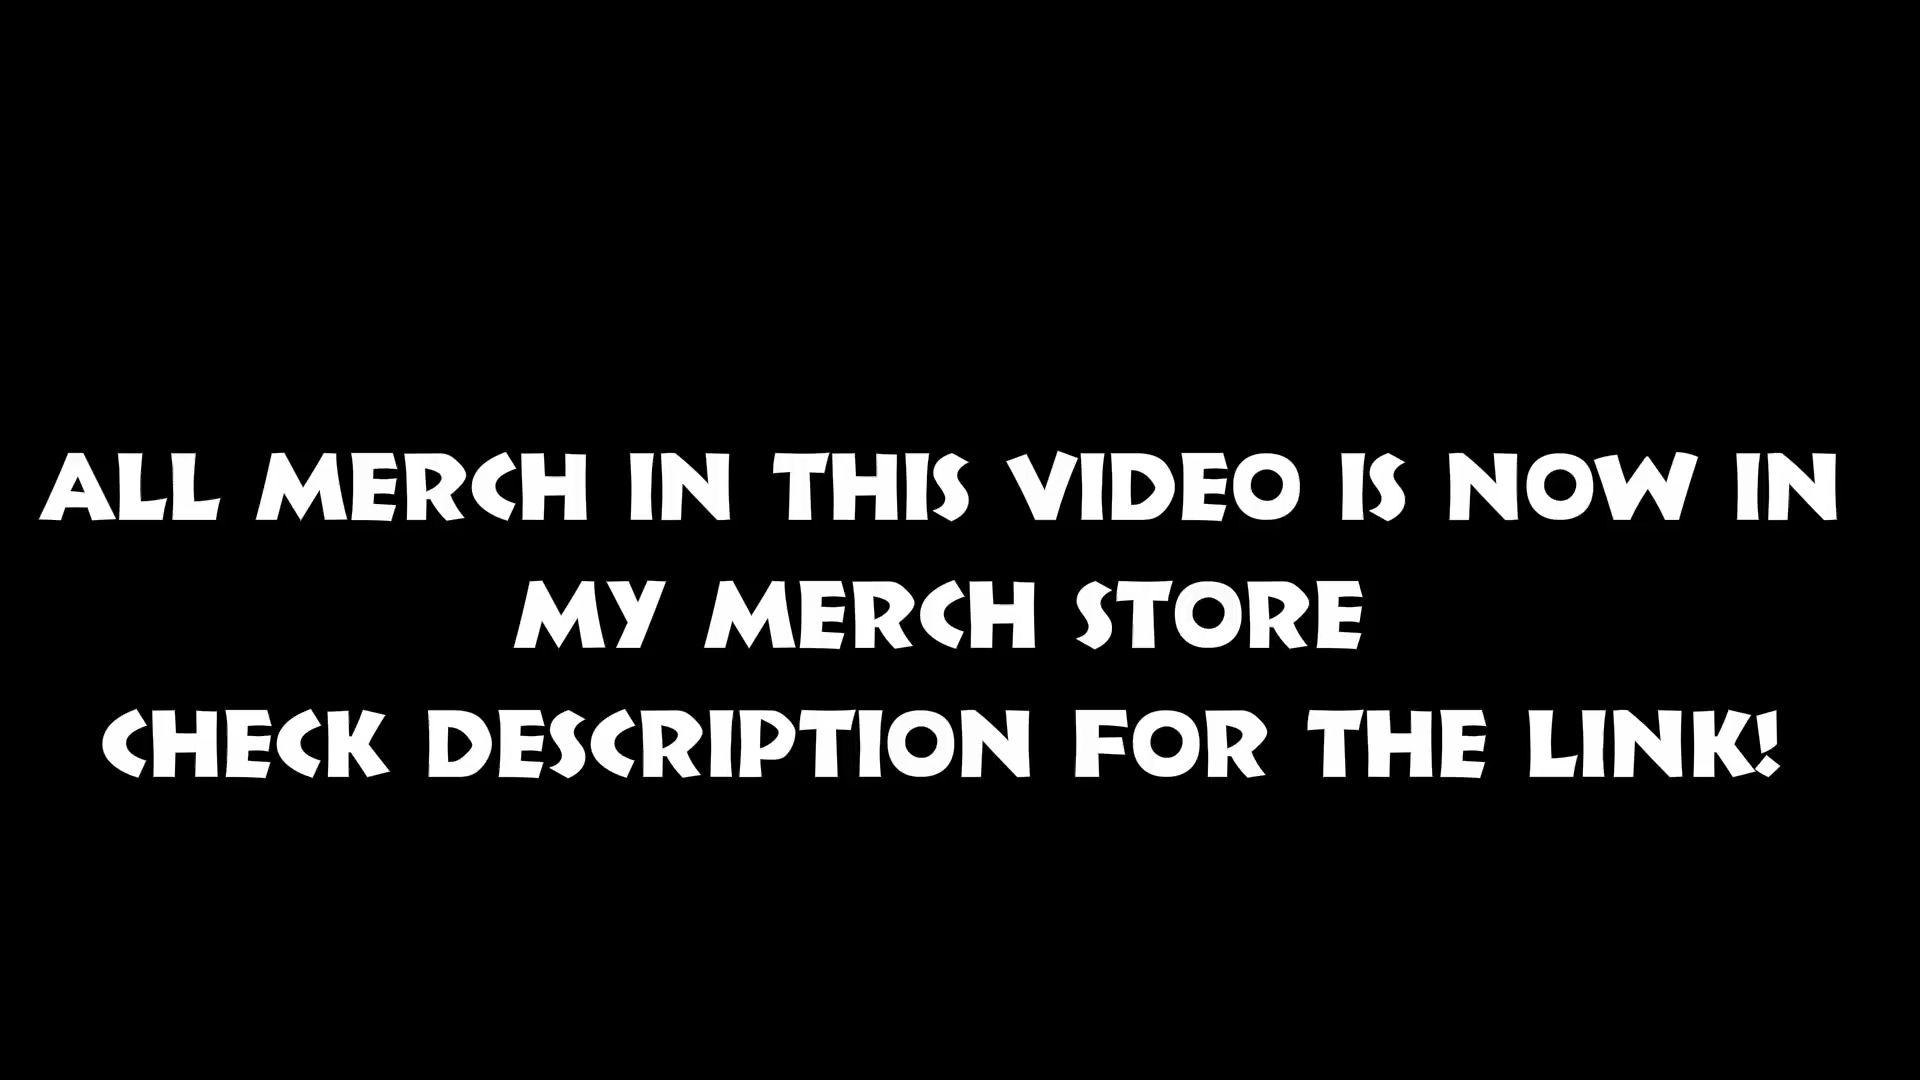 ALL MERCH IN THIS VIDEO IS NOW IN
MY MERCH STORE
CHECK DESCRIPTION FOR THE LINK!